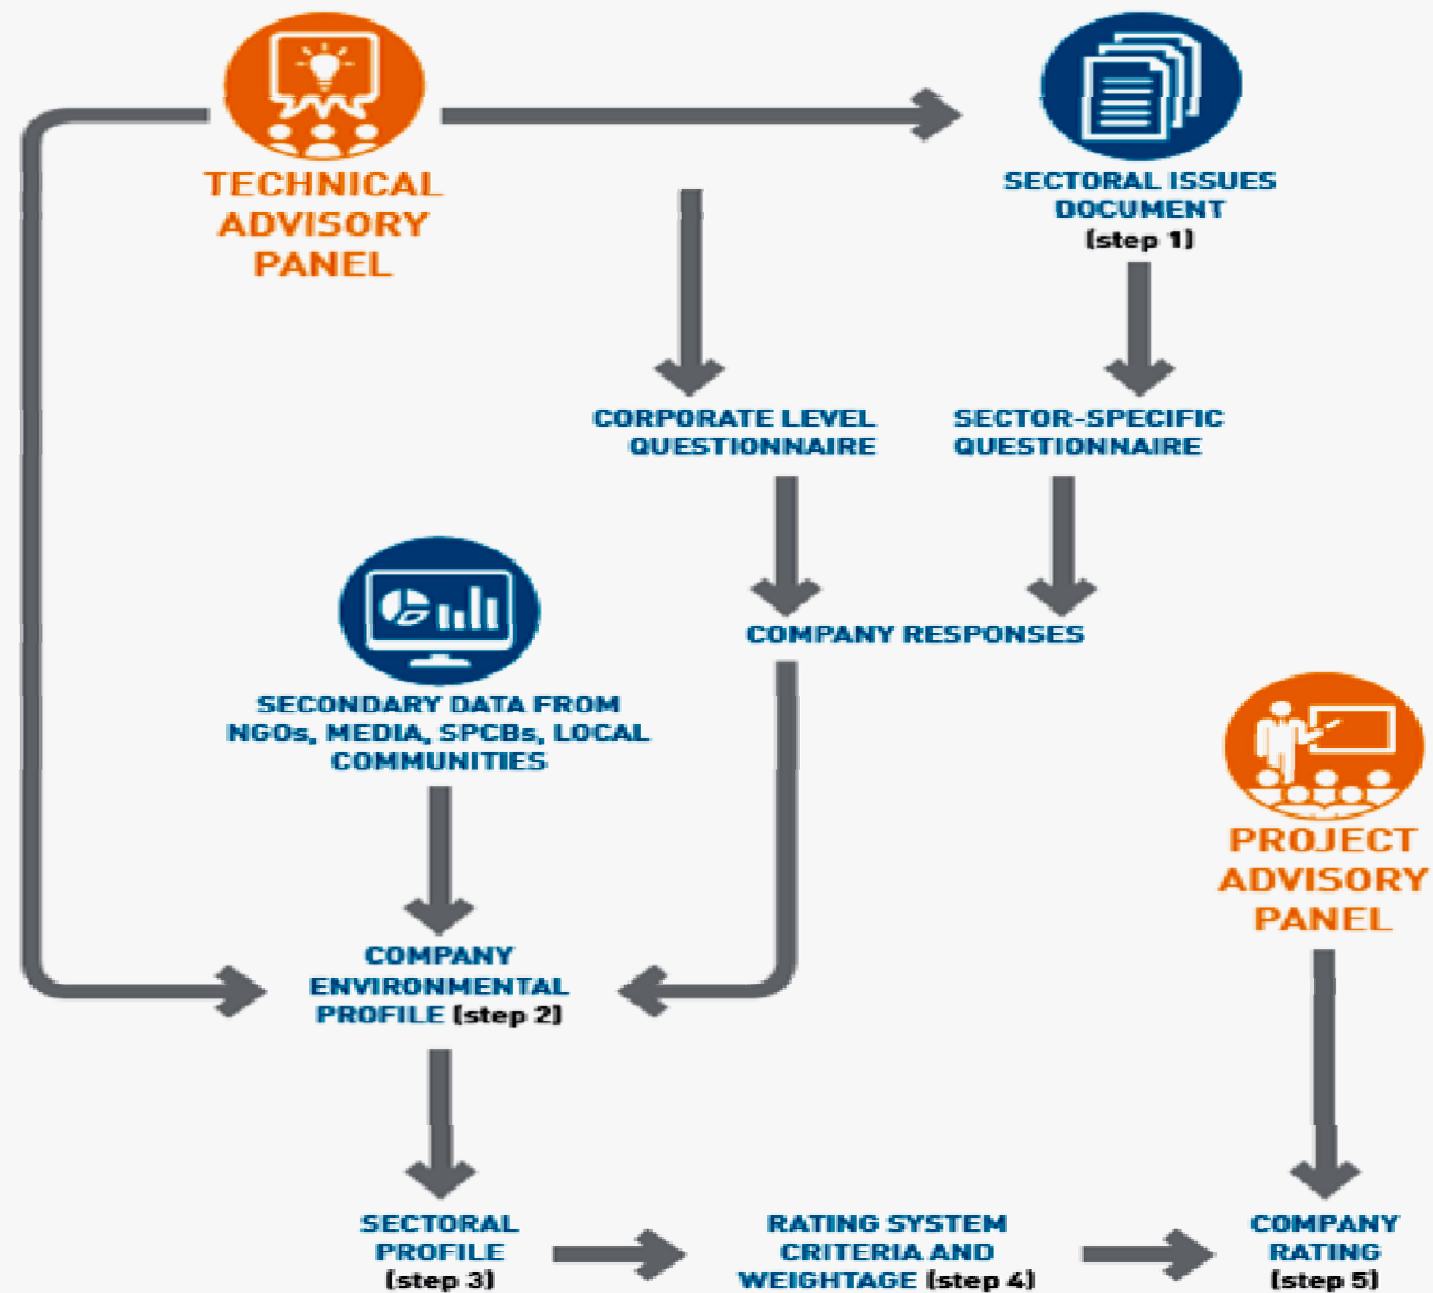 TECHNICAL
ADVISORY
PANEL
SECTORAL ISSUES
DOCUMENT
(step 1)
CORPORATE LEVEL
QUESTIONNAIRE
SECTOR-SPECIFIC
QUESTIONNAIRE
COMPANY RESPONSES
SECONDARY DATA FROM
NGOs, MEDIA, SPCBs, LOCAL
COMMUNITIES
PROJECT
ADVISORY
PANEL
COMPANY
ENVIRONMENTAL
PROFILE (step 2)
SECTORAL
PROFILE
(step 3)
RATING SYSTEM
CRITERIA AND
WEIGHTAGE (step 4)
COMPANY
RATING
(step 5)